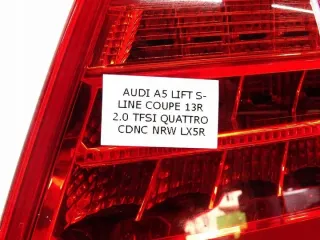 AUDI A5 LIFT S-
LINE COUPE 13R
2.0 TFSI QUATTRO
CDNC NRW LX5R